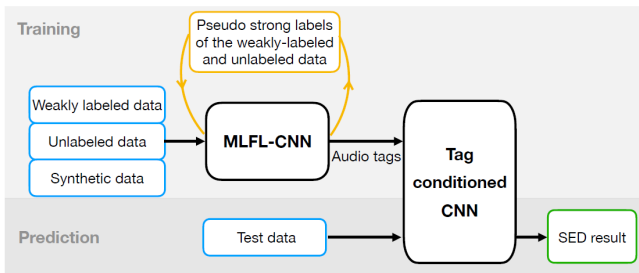 Training
Pseudo strong labels
of the weakly-labeled
and unlabeled data
Weakly labeled data
Unlabeled data
Synthetic data
MLFL-CNN
Audio tags
Tag
conditioned
CNN
Prediction
Test data
SED result